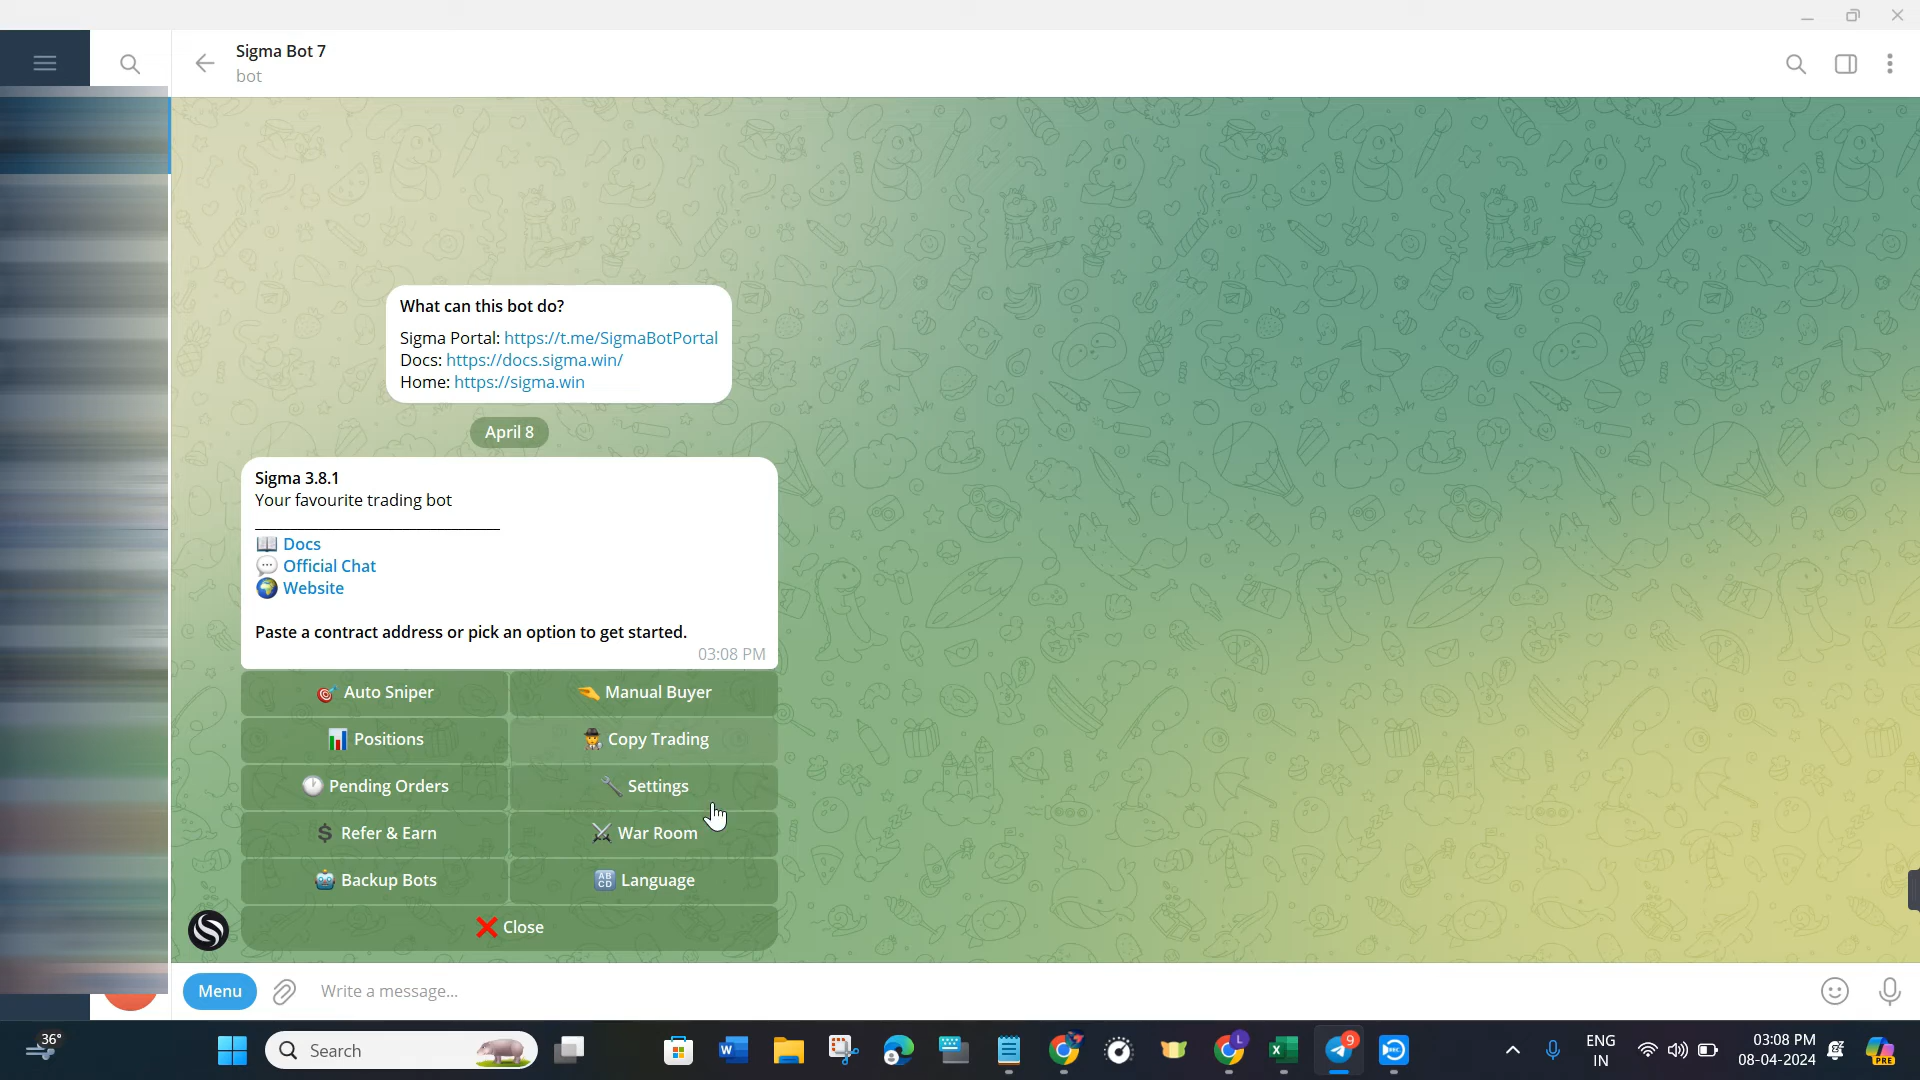 Sigma Bot 7
bot
What can this bot do?
Sigma Portal: https://t.me/SigmaBotPortal
Docs: https://docs.sigma.win/
Home: https://sigma.win
April 8
Sigma 3.8.1
Your favourite trading bot
Docs
Official Chat
Website
Paste a contract address or pick an option to get started.
03:08 PM
Auto Sniper
Manual Buyer
Positions
Copy Trading
Pending Orders
Settings
Refer & Earn
War Room
Backup Bots
Language
Close
Menu
Write a message...
36°
Search
9
ENG
IN
03:08 PM
08-04-2024